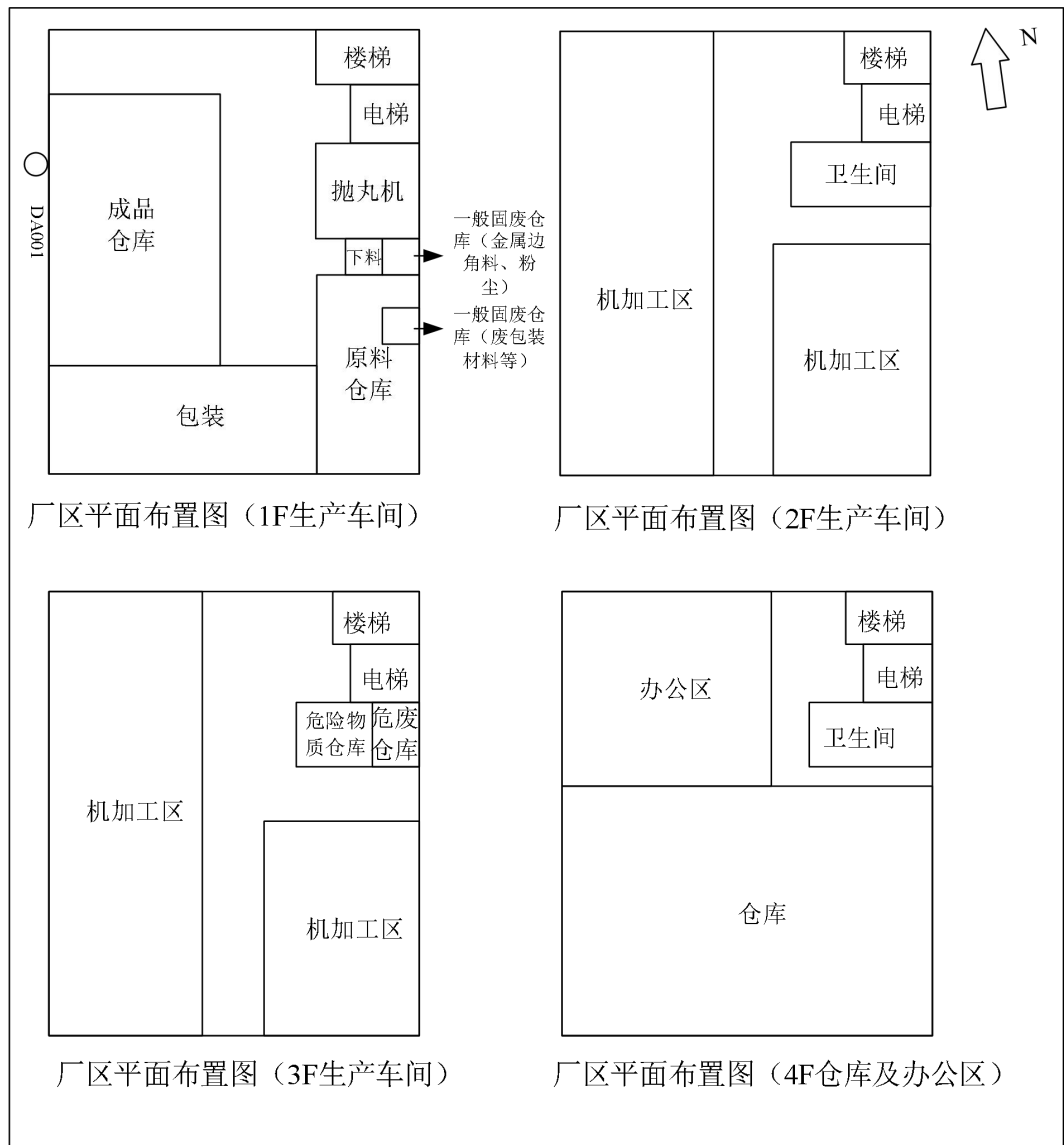 N
楼梯
电梯
抛丸机
成品
仓库
DA001
下料
一般固废仓
库（金属边
角料、粉
尘）
一般固废仓
库（废包装
材料等）
原料
仓库
包装
厂区平面布置图（1F生产车间）
楼梯
电梯
卫生间
机加工区
机加工区
厂区平面布置图（2F生产车间）
楼梯
电梯
危险物
质仓库
危废
仓库
机加工区
机加工区
厂区平面布置图（3F生产车间）
楼梯
电梯
办公区
卫生间
仓库
厂区平面布置图（4F仓库及办公区）